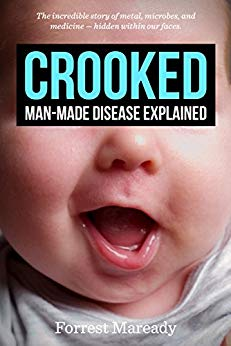 The incredible story of metal, microbes, and
medicine — hidden within our faces.
CROOKED
MAN-MADE DISEASE EXPLAINED
Forrest Maready